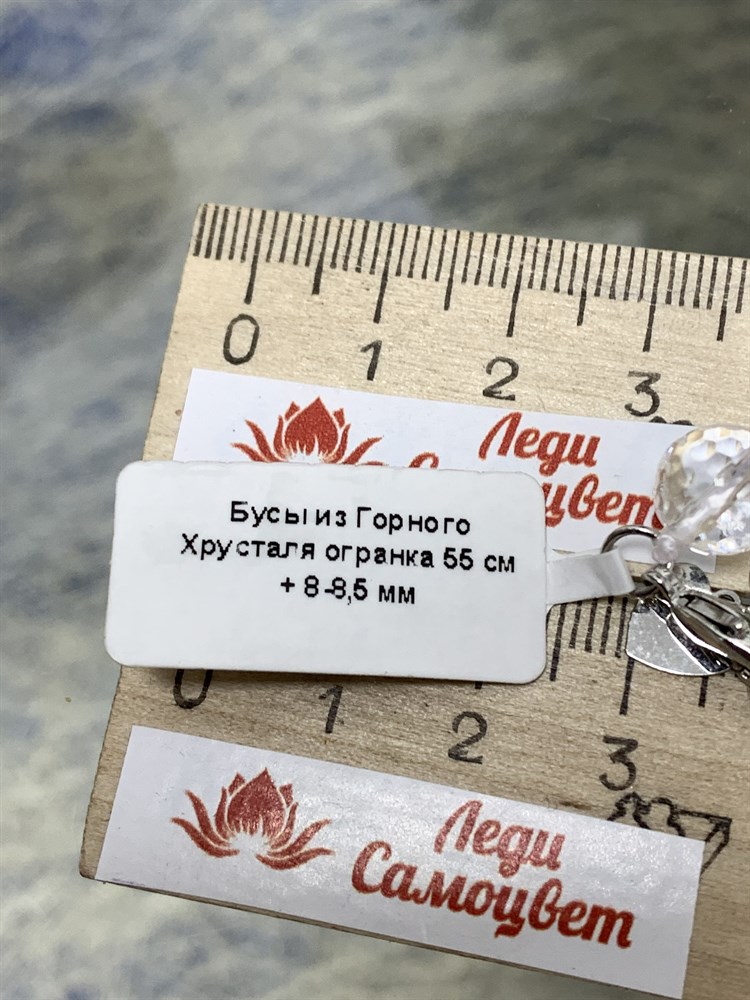 0 1 2 3
Леди
цвет
Бусы из Горного
Хрусталя огранка 55 см
+ 8-8,5 мм
0 1 2 3
Леди
Самоцвет